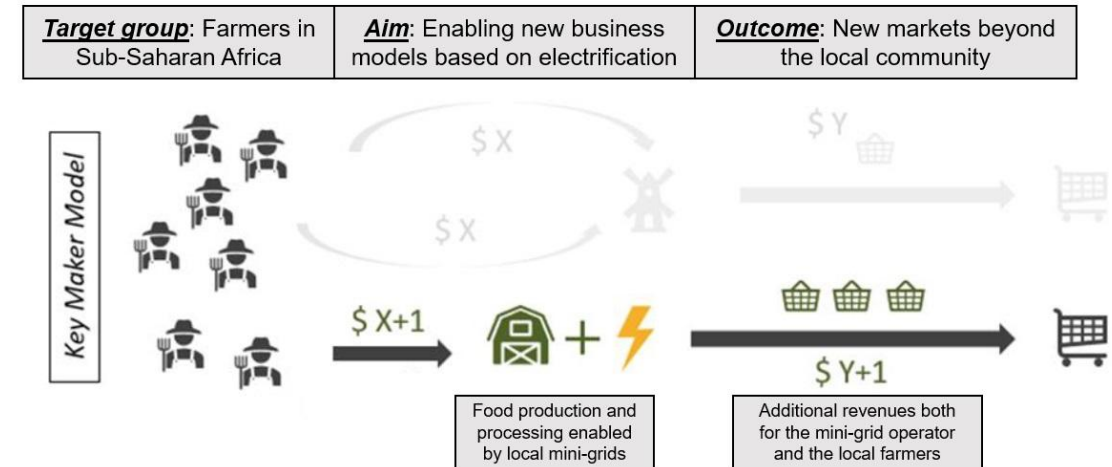 Target group: Farmers in
Sub-Saharan Africa
Aim: Enabling new business
models based on electrification
Outcome: New markets beyond
the local community
Key Maker Model
$ X
$ Y
$ X
$ X+1
$ Y+1
Food production and
processing enabled
by local mini-grids
Additional revenues both
for the mini-grid operator
and the local farmers